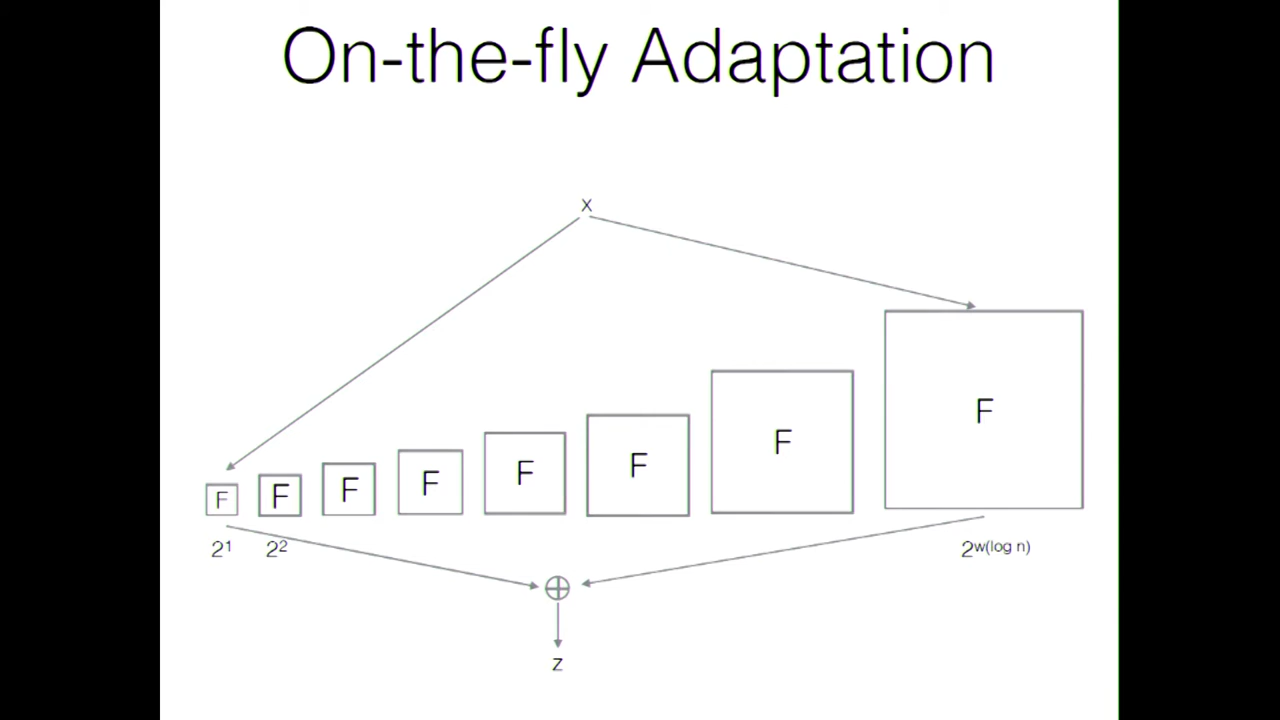 On-the-fly Adaptation
x
F F F F F F F F
2¹ 2² 2w(log n)
z